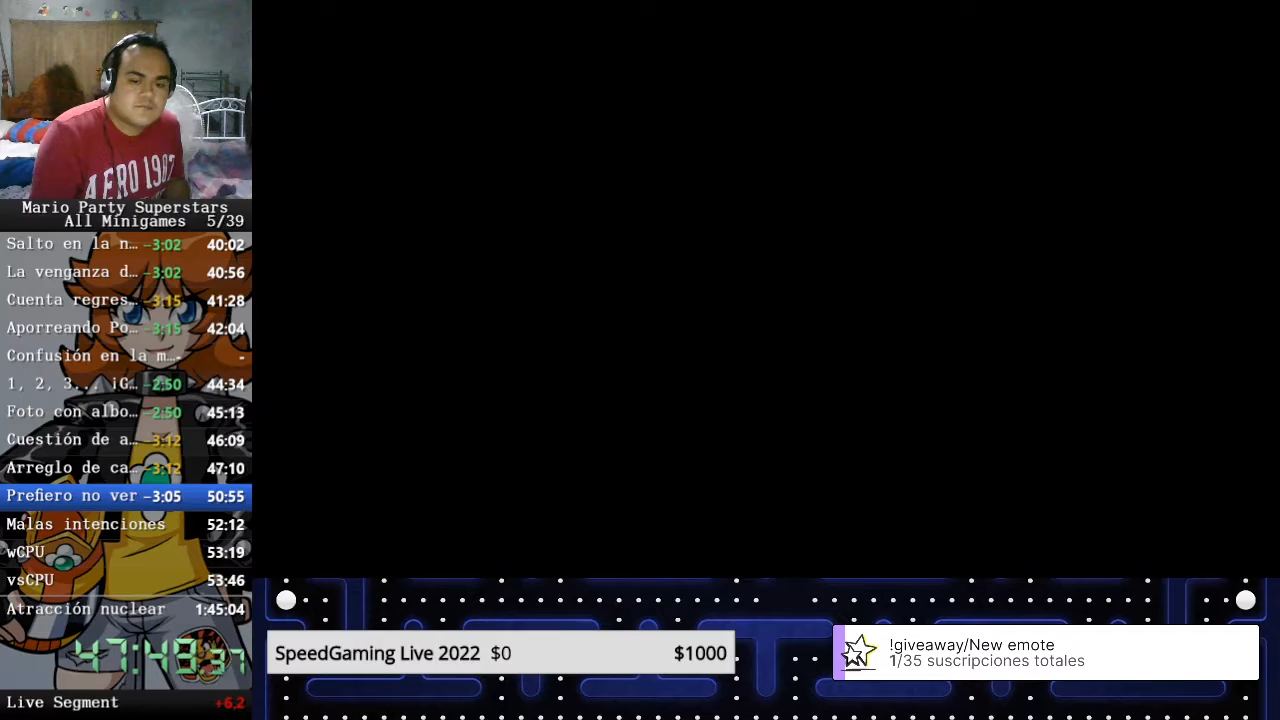 AERO 1987
Mario Party Superstars
All Minigames 5/39
Salto en la n... -3:02 40:02
La venganza d... -3:02 40:56
Cuenta regres... -3:15 41:28
Aporreando Po... -3:15 42:04
Confusión en la m... - -
1, 2, 3... ¡G... -2:50 44:34
Foto con albo... -2:50 45:13
Cuestión de a... -3:12 46:09
Arreglo de ca... -3:12 47:10
Prefiero no ver -3:05 50:55
Malas intenciones 52:12
wCPU 53:19
vsCPU 53:46
Atracción nuclear 1:45:04
47:49.37
Live Segment +6,2
SpeedGaming Live 2022 $0 $1000
!giveaway/New emote
1/35 suscripciones totales